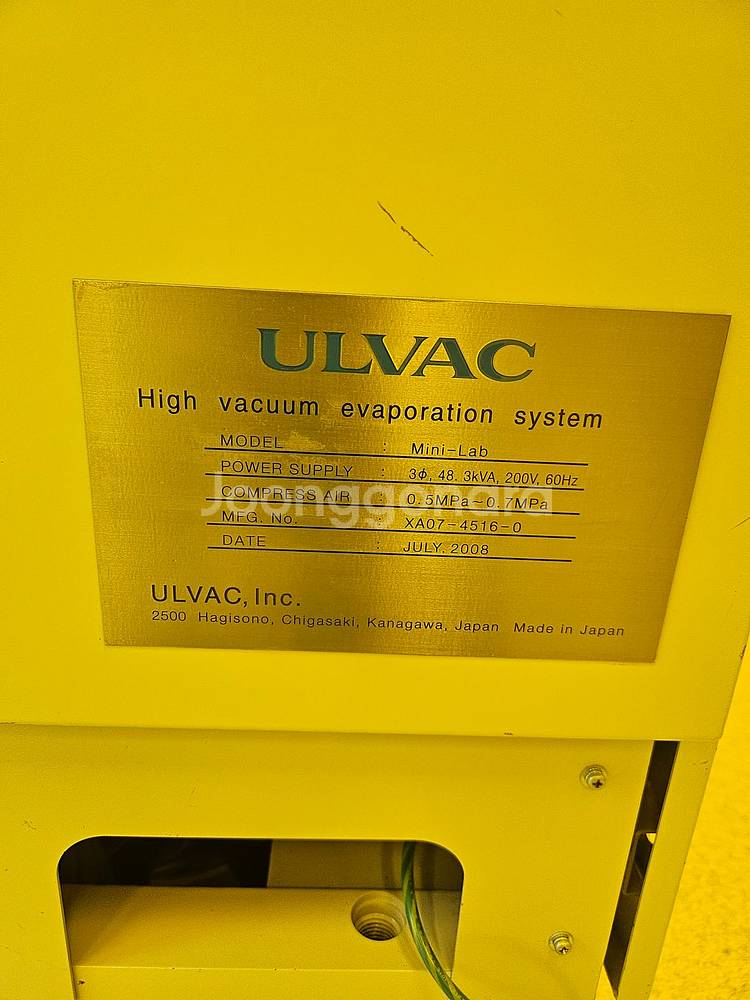 ULVAC
High vacuum evaporation system
MODEL : Mini-Lab
POWER SUPPLY : 3Φ, 48.3kVA, 200V, 60Hz
COMPRESS AIR : 0.5MPa~0.7MPa
MFG. No. : XA07-4516-0
DATE : JULY. 2008
ULVAC, Inc.
2500 Hagisono, Chigasaki, Kanagawa, Japan Made in Japan
Joonggonara